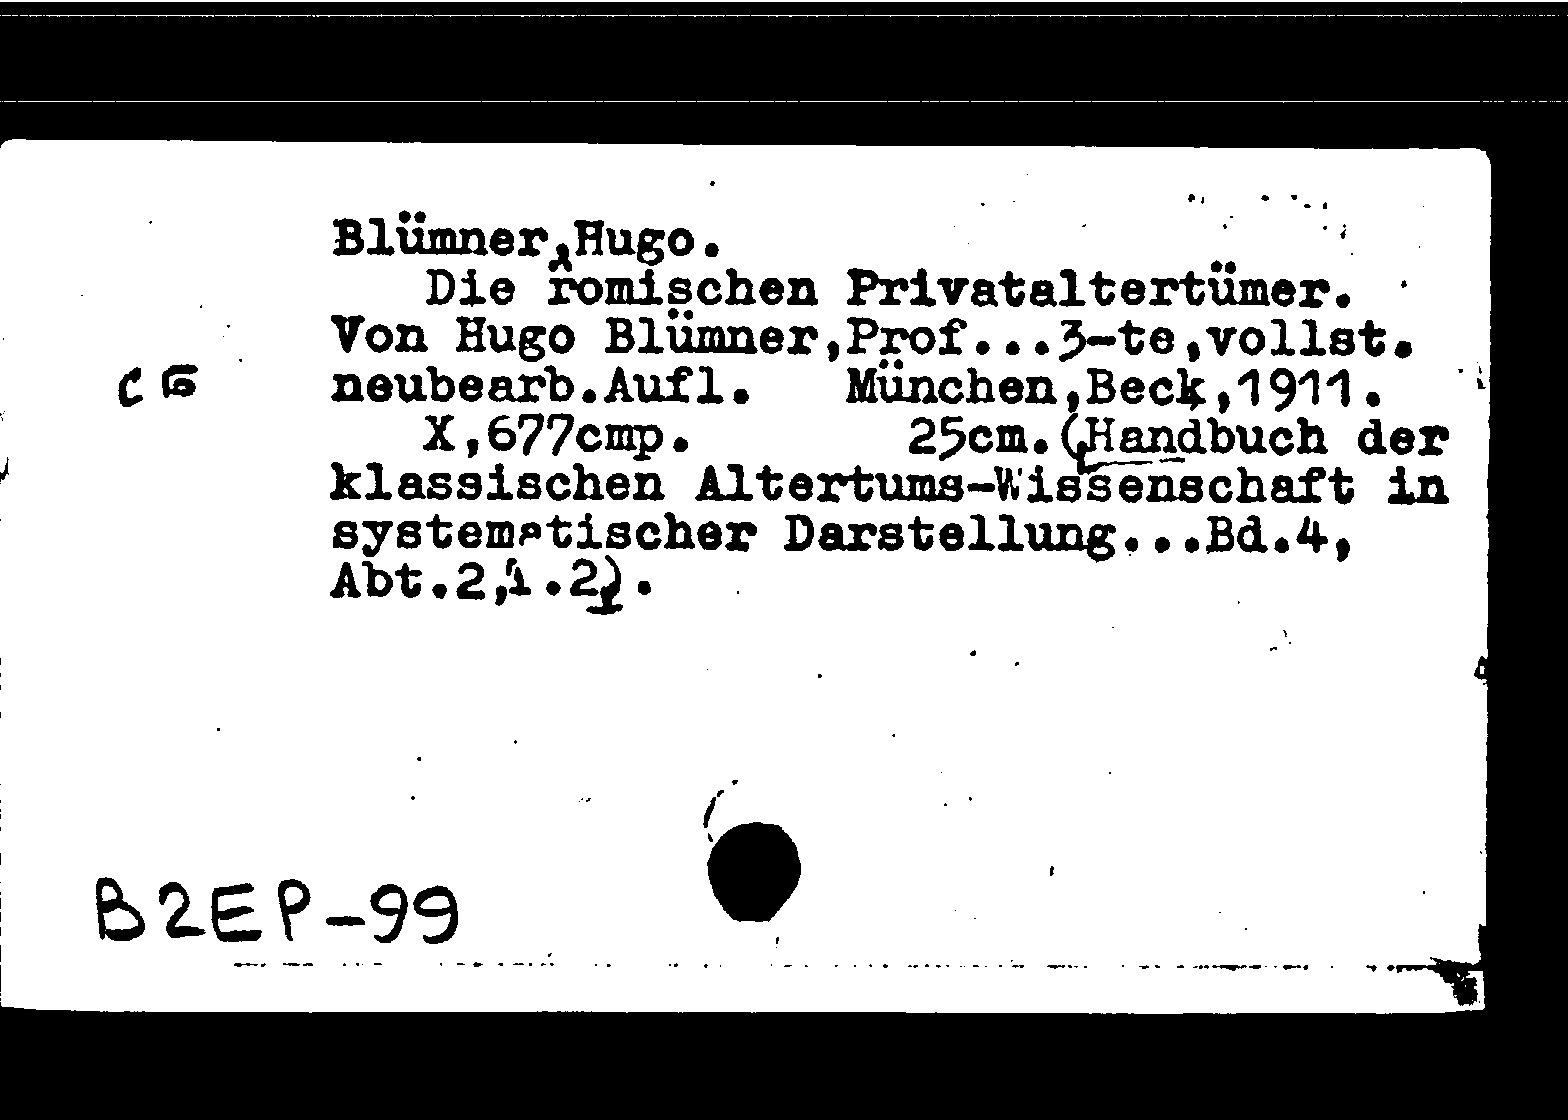 Blümner,Hugo.
Die römischen Privataltertümer.
Von Hugo Blümner,Prof...3-te,vollst.
neubearb.Aufl. München,Beck,1911.
X,677cmp. 25cm.(Handbuch der
klassischen Altertums-Wissenschaft in
systematischer Darstellung...Bd.4,
Abt.2,1.2).
СБ
B2EP-99